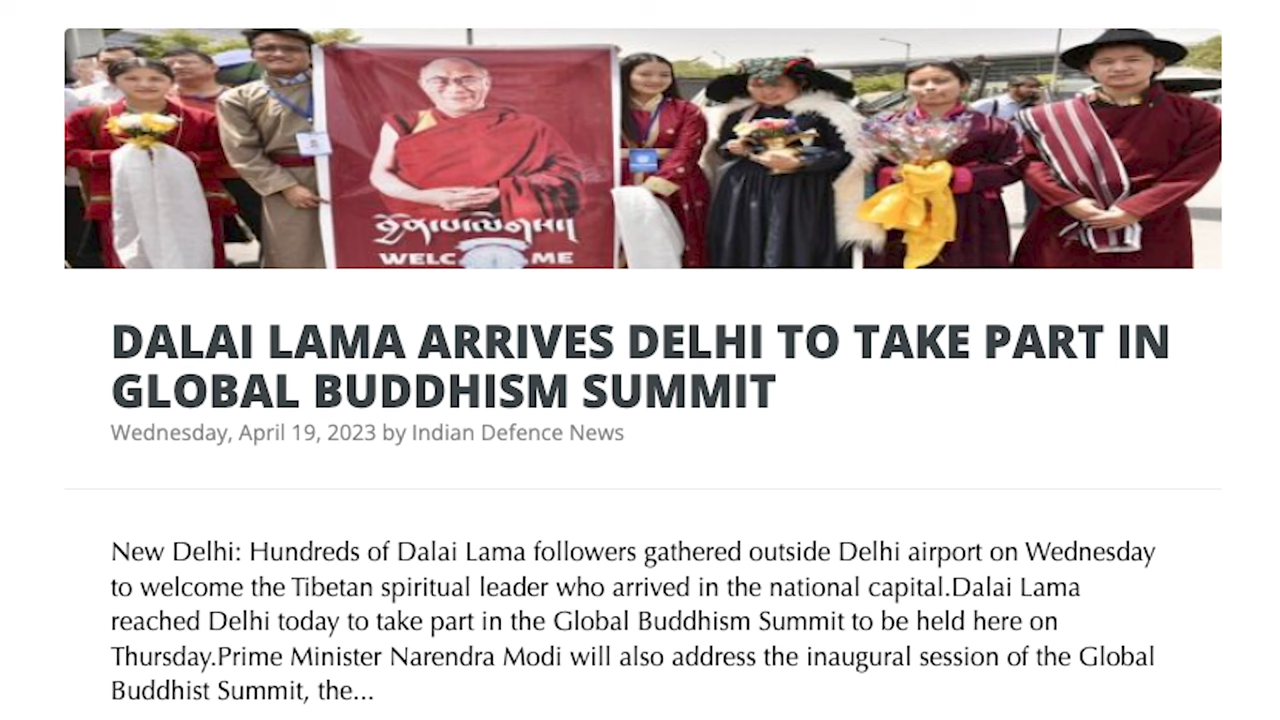 WELC ME
DALAI LAMA ARRIVES DELHI TO TAKE PART IN
GLOBAL BUDDHISM SUMMIT
Wednesday, April 19, 2023 by Indian Defence News
New Delhi: Hundreds of Dalai Lama followers gathered outside Delhi airport on Wednesday
to welcome the Tibetan spiritual leader who arrived in the national capital.Dalai Lama
reached Delhi today to take part in the Global Buddhism Summit to be held here on
Thursday.Prime Minister Narendra Modi will also address the inaugural session of the Global
Buddhist Summit, the...